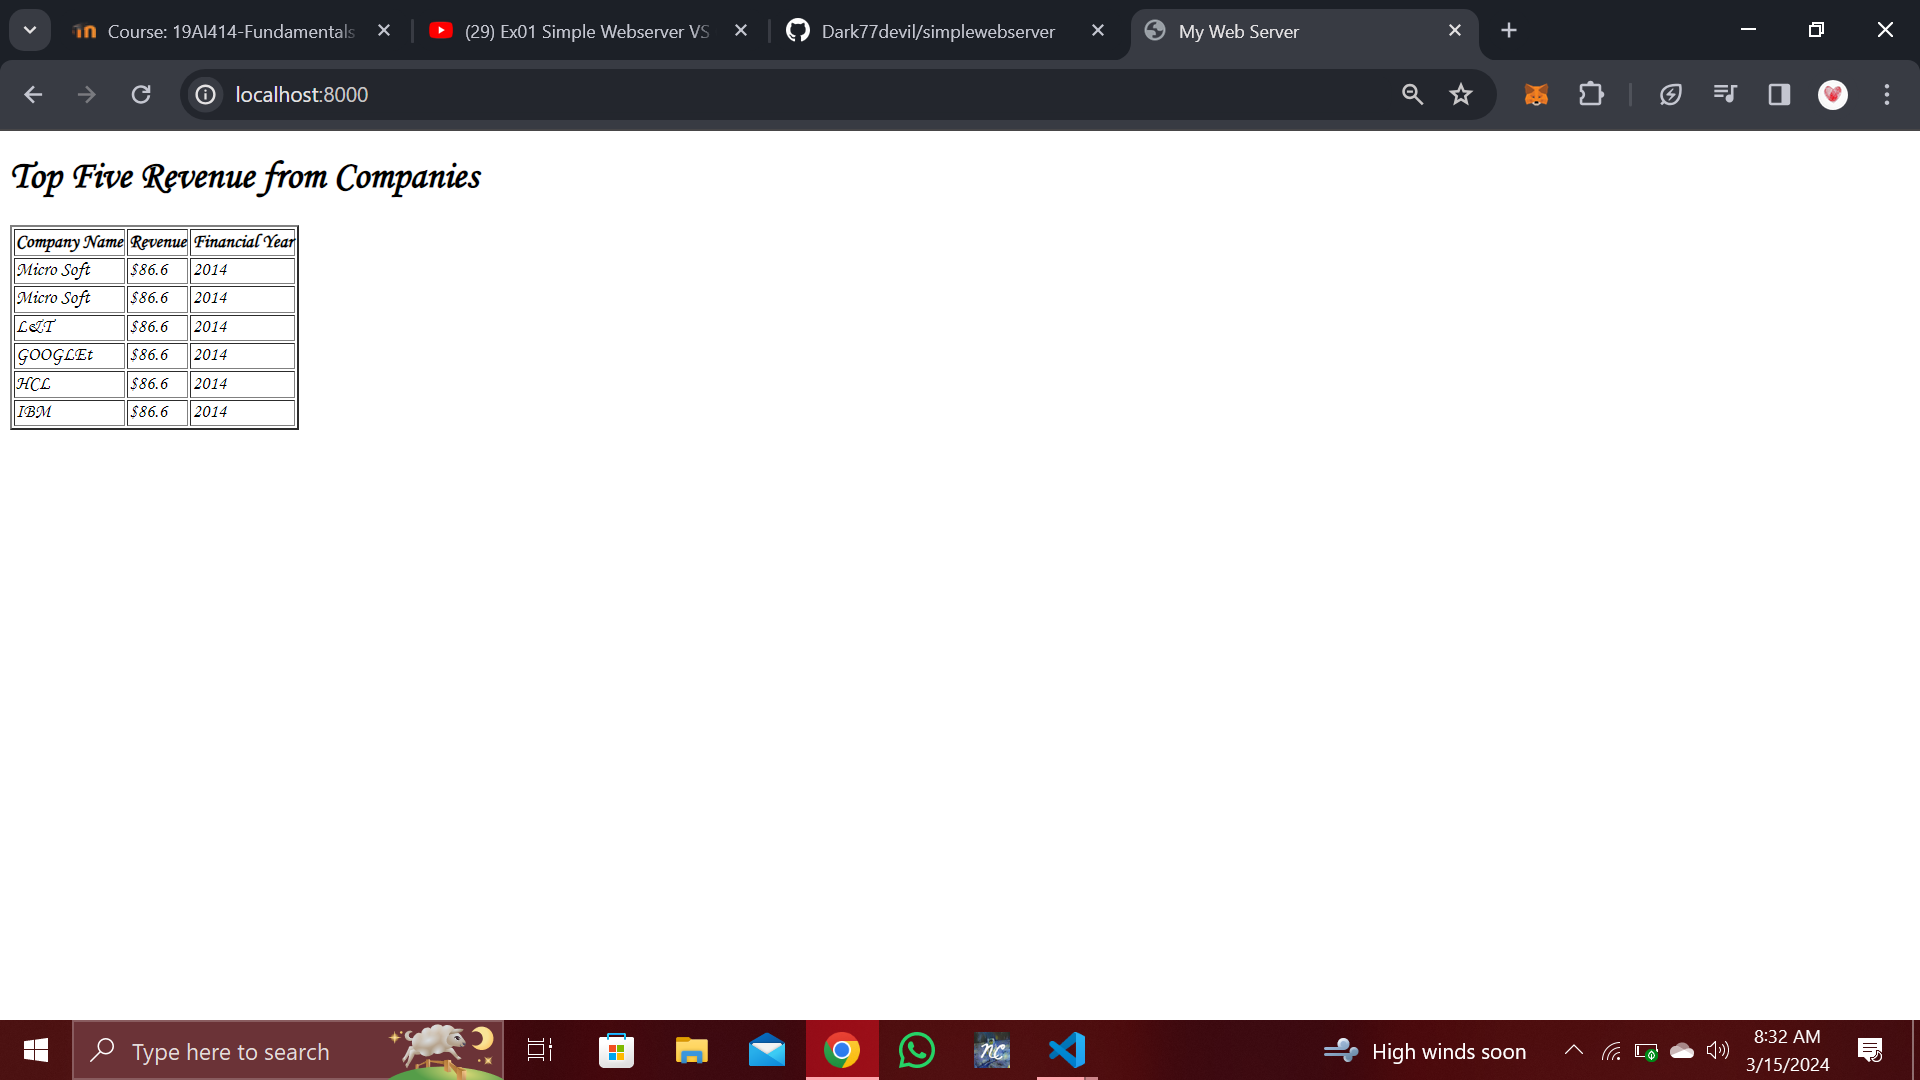 Course: 19AI414-Fundamentals
(29) Ex01 Simple Webserver VS
Dark77devil/simplewebserver
My Web Server
localhost:8000
Top Five Revenue from Companies
Company Name Revenue Financial Year
Micro Soft $86.6 2014
Micro Soft $86.6 2014
L&T $86.6 2014
GOOGLEt $86.6 2014
HCL $86.6 2014
IBM $86.6 2014
Type here to search
NC
High winds soon
8:32 AM
3/15/2024